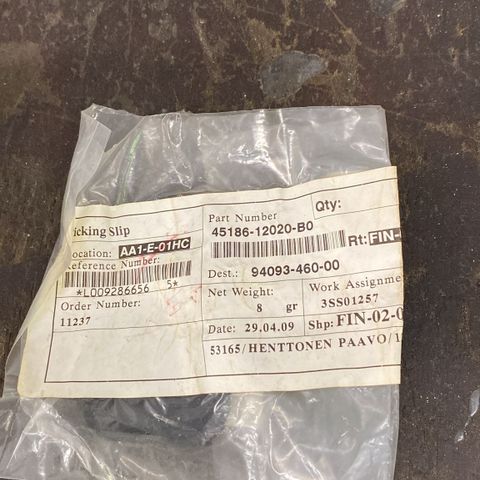 icking Slip
Location: AA1-E-01HC
Reference Number:
*L009286656 5*
Order Number:
11237
Part Number
45186-12020-B0
Qty:
Rt: FIN-
Dest.: 94093-460-00
Net Weight:
8 gr
Work Assignmen
3SS01257
Date: 29.04.09
Shp: FIN-02-0
53165/HENTTONEN PAAVO/1